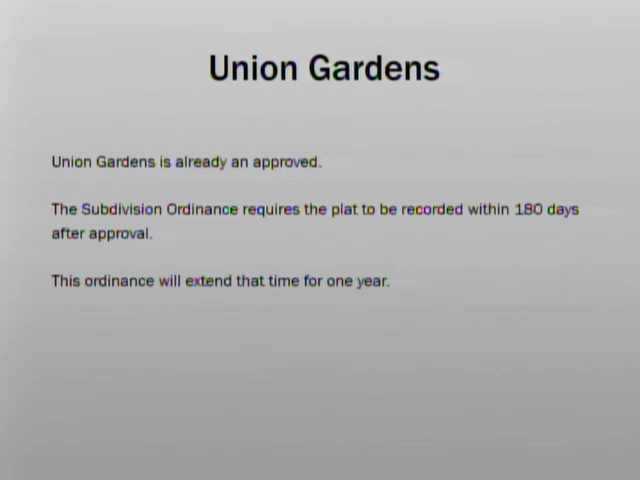 Union Gardens
Union Gardens is already an approved.
The Subdivision Ordinance requires the plat to be recorded within 180 days
after approval.
This ordinance will extend that time for one year.